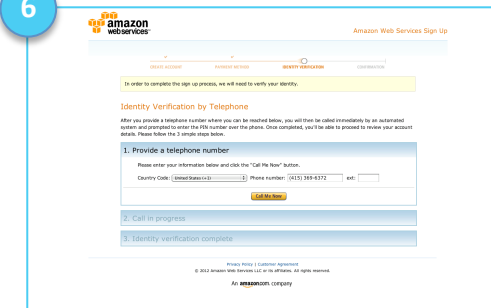 6
amazon
webservices™
Amazon Web Services Sign Up
CREATE ACCOUNT PAYMENT METHOD IDENTITY VERIFICATION CONFIRMATION
In order to complete the sign up process, we will need to verify your identity.
Identity Verification by Telephone
After you provide a telephone number where you can be reached below, you will then be called immediately by an automated
system and prompted to enter the PIN number over the phone. Once completed, you'll be able to proceed to review your account
details. Please follow the 3 simple steps below.
1. Provide a telephone number
Please enter your information below and click the "Call Me Now" button.
Country Code: United States (+1) Phone number: (415) 369-6372 ext:
Call Me Now
2. Call in progress
3. Identity verification complete
Privacy Policy | Customer Agreement
© 2012 Amazon Web Services LLC or its affiliates. All rights reserved.
An amazon.com company